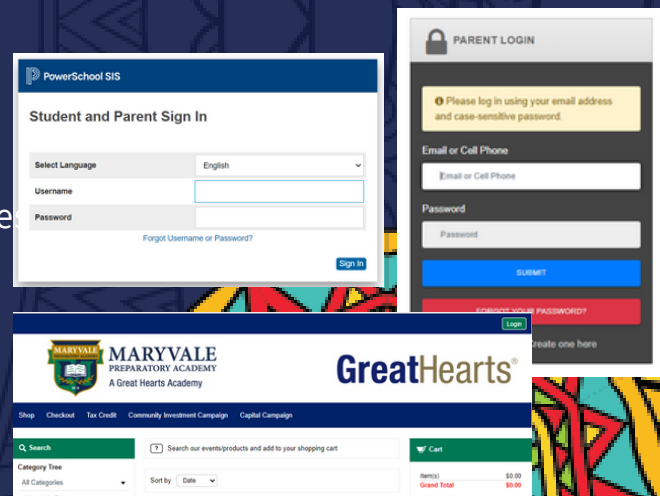 PowerSchool SIS
Student and Parent Sign In
Select Language
English
Username
Password
Forgot Username or Password?
Sign In
PARENT LOGIN
Please log in using your email address
and case-sensitive password.
Email or Cell Phone
Email or Cell Phone
Password
Password
SUBMIT
FORGOT YOUR PASSWORD?
Create one here
Login
MARYVALE
MARYVALE
PREPARATORY ACADEMY
A Great Hearts Academy
GreatHearts®
Shop Checkout Tax Credit Community Investment Campaign Capital Campaign
Search
Category Tree
All Categories
? Search our events/products and add to your shopping cart
Sort by Date
Cart
Item(s) $0.00
Grand Total $0.00